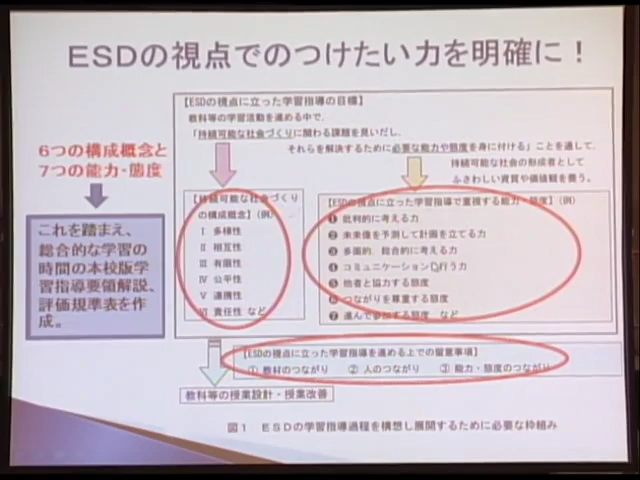 ESDの視点でのつけたい力を明確に！
6つの構成概念と
7つの能力・態度
これを踏まえ、
総合的な学習の
時間の本校版学
習指導要領解説、
評価規準表を作
成。
【ESDの視点に立った学習指導の目標】
教科等の学習活動を進める中で、
「持続可能な社会づくりに関わる課題を見いだし、
それらを解決するために必要な能力や態度を身に付ける」ことを通して、
持続可能な社会の形成者として
ふさわしい資質や価値観を養う。
【持続可能な社会づくり
の構成概念】（例）
Ⅰ 多様性
Ⅱ 相互性
Ⅲ 有限性
Ⅳ 公平性
Ⅴ 連携性
Ⅵ 責任性 など
【ESDの視点に立った学習指導で重視する能力・態度】（例）
❶ 批判的に考える力
❷ 未来像を予測して計画を立てる力
❸ 多面的、総合的に考える力
❹ コミュニケーションを行う力
❺ 他者と協力する態度
❻ つながりを尊重する態度
❼ 進んで参加する態度 など
【ESDの視点に立った学習指導を進める上での留意事項】
① 教材のつながり ② 人のつながり ③ 能力・態度のつながり
教科等の授業設計・授業改善
図1 ESDの学習指導過程を構想し展開するために必要な枠組み